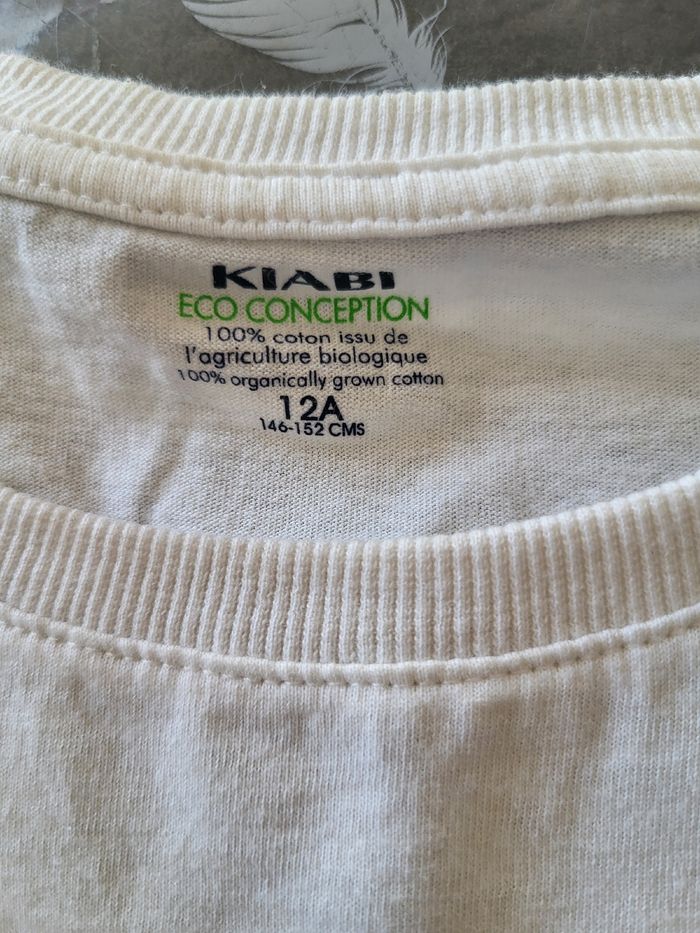 KIABI
ECO CONCEPTION
100% coton issu de
l'agriculture biologique
100% organically grown cotton
12A
146-152 CMS